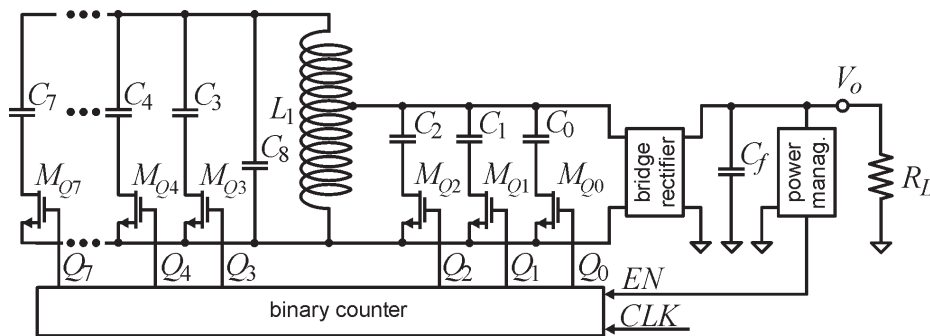 C7
C4
C3
C8
L1
C2
C1
C0
MQ7
MQ4
MQ3
MQ2
MQ1
MQ0
bridge rectifier
Cf
power manag.
Vo
RL
Q7
Q4
Q3
Q2
Q1
Q0
EN
binary counter
CLK